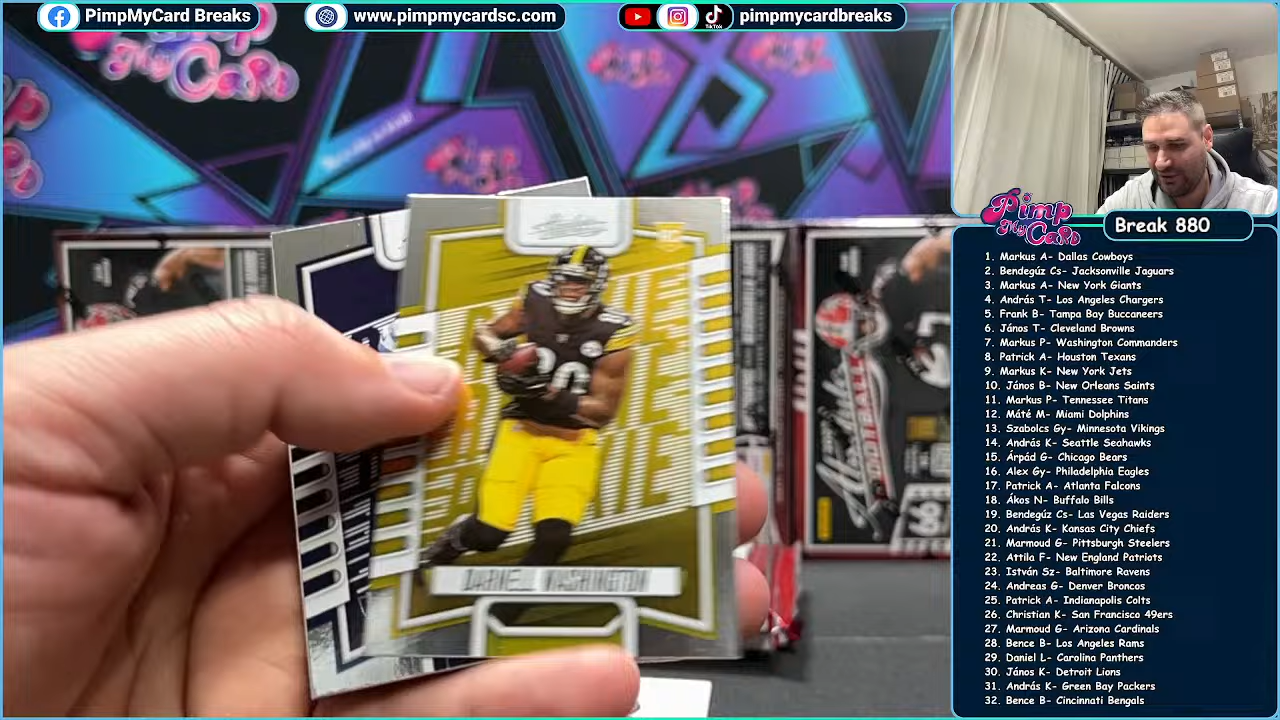 PimpMyCard Breaks
www.pimpmycardsc.com
pimpmycardbreaks
Pimp
My Card
Break 880
1. Markus A- Dallas Cowboys
2. Bendegúz Cs- Jacksonville Jaguars
3. Markus A- New York Giants
4. András T- Los Angeles Chargers
5. Frank B- Tampa Bay Buccaneers
6. János T- Cleveland Browns
7. Markus P- Washington Commanders
8. Patrick A- Houston Texans
9. Markus K- New York Jets
10. János B- New Orleans Saints
11. Markus P- Tennessee Titans
12. Máté M- Miami Dolphins
13. Szabolcs Gy- Minnesota Vikings
14. András K- Seattle Seahawks
15. Árpád G- Chicago Bears
16. Alex Gy- Philadelphia Eagles
17. Patrick A- Atlanta Falcons
18. Ákos N- Buffalo Bills
19. Bendegúz Cs- Las Vegas Raiders
20. András K- Kansas City Chiefs
21. Marmoud G- Pittsburgh Steelers
22. Attila F- New England Patriots
23. István Sz- Baltimore Ravens
24. Andreas G- Denver Broncos
25. Patrick A- Indianapolis Colts
26. Christian K- San Francisco 49ers
27. Marmoud G- Arizona Cardinals
28. Bence B- Los Angeles Rams
29. Daniel L- Carolina Panthers
30. János K- Detroit Lions
31. András K- Green Bay Packers
32. Bence B- Cincinnati Bengals
DARNELL WASHINGTON
Absolute
FOOTBALL